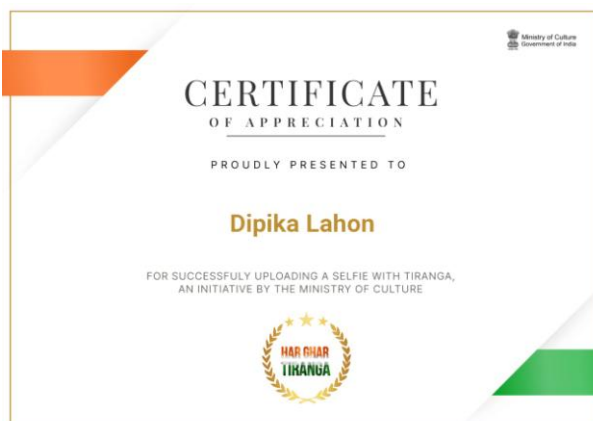 Ministry of Culture
Government of India
CERTIFICATE
OF APPRECIATION
PROUDLY PRESENTED TO
Dipika Lahon
FOR SUCCESSFULY UPLOADING A SELFIE WITH TIRANGA,
AN INITIATIVE BY THE MINISTRY OF CULTURE
HAR GHAR
TIRANGA